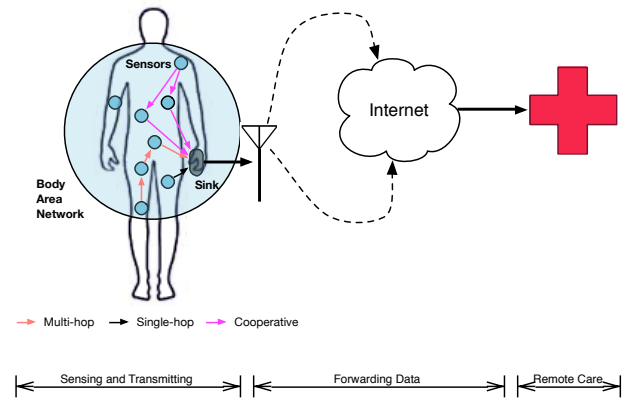 Sensors
Internet
Sink
Body
Area
Network
Multi-hop
Single-hop
Cooperative
Sensing and Transmitting
Forwarding Data
Remote Care